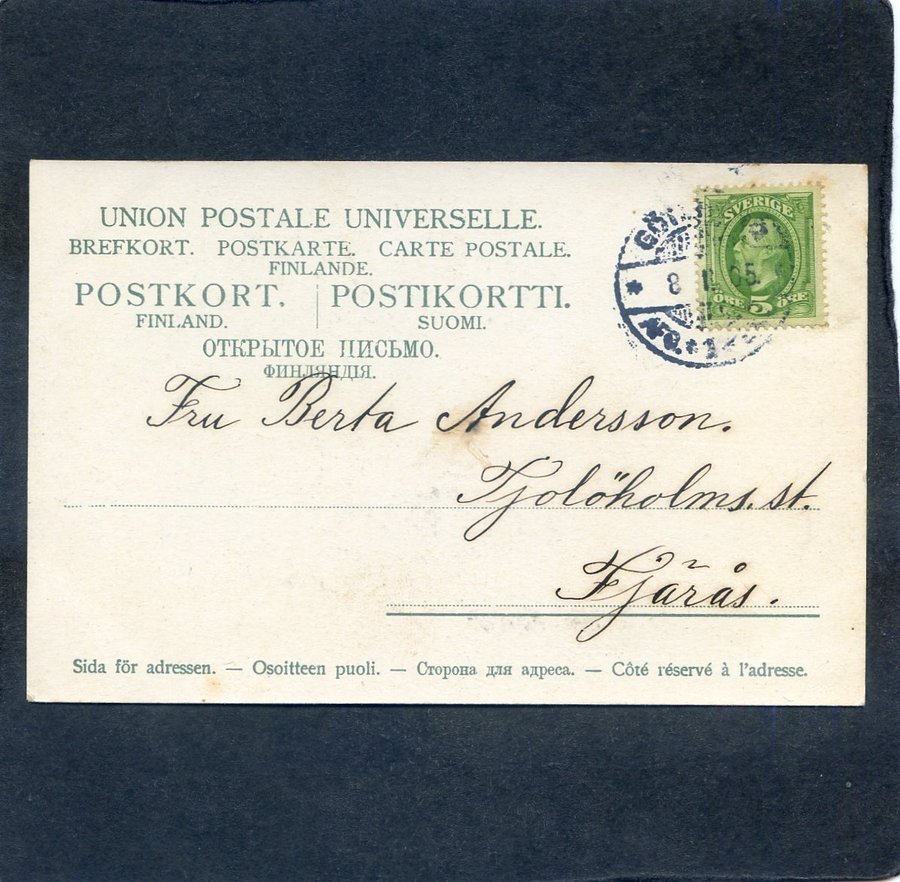 UNION POSTALE UNIVERSELLE.
BREFKORT. POSTKARTE. CARTE POSTALE.
FINLANDE.
POSTKORT. POSTIKORTTI.
FINLAND. SUOMI.
ОТКРЫТОЕ ПИСЬМО.
ФИНЛЯНДІЯ.
SVERIGE
ÖRE 5 ÖRE
8
Fru Berta Andersson.
Tjolöholms. st.
Fjärås.
Sida för adressen. — Osoitteen puoli. — Сторона для адреса. — Côté réservé à l'adresse.